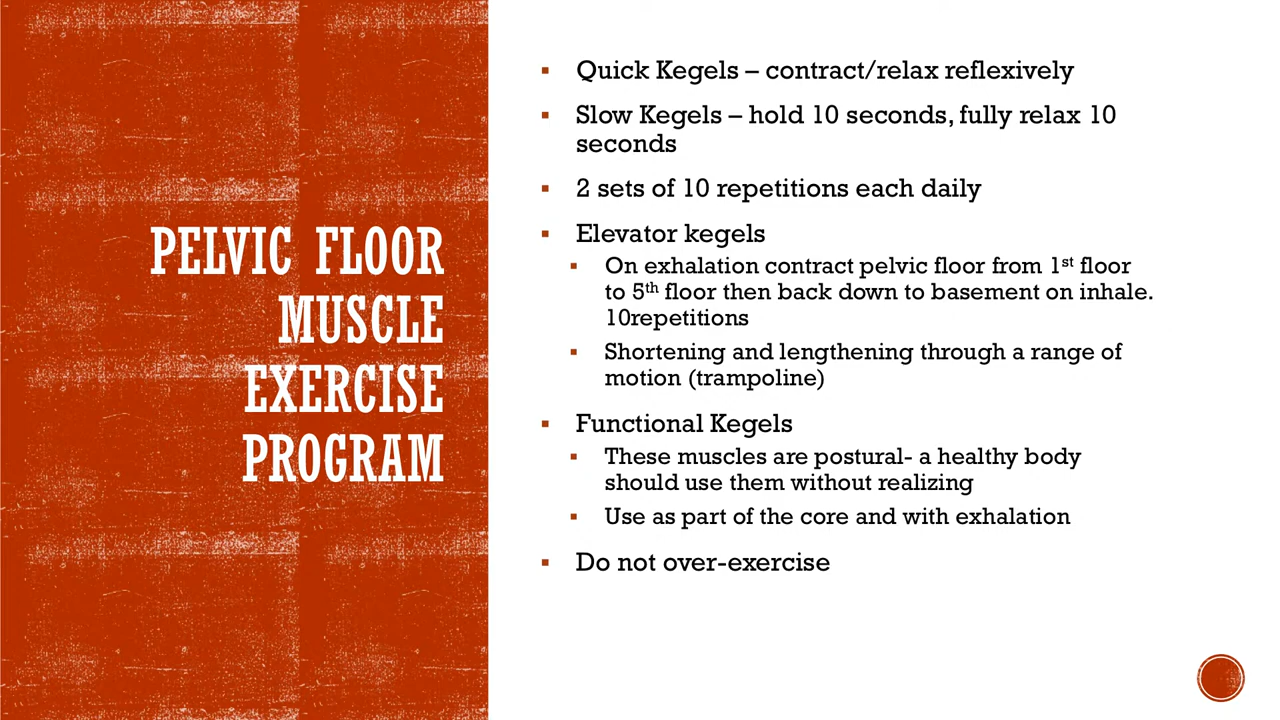 PELVIC FLOOR
MUSCLE
EXERCISE
PROGRAM
▪ Quick Kegels – contract/relax reflexively
▪ Slow Kegels – hold 10 seconds, fully relax 10
seconds
▪ 2 sets of 10 repetitions each daily
▪ Elevator kegels
▪ On exhalation contract pelvic floor from 1st floor
to 5th floor then back down to basement on inhale.
10repetitions
▪ Shortening and lengthening through a range of
motion (trampoline)
▪ Functional Kegels
▪ These muscles are postural- a healthy body
should use them without realizing
▪ Use as part of the core and with exhalation
▪ Do not over-exercise